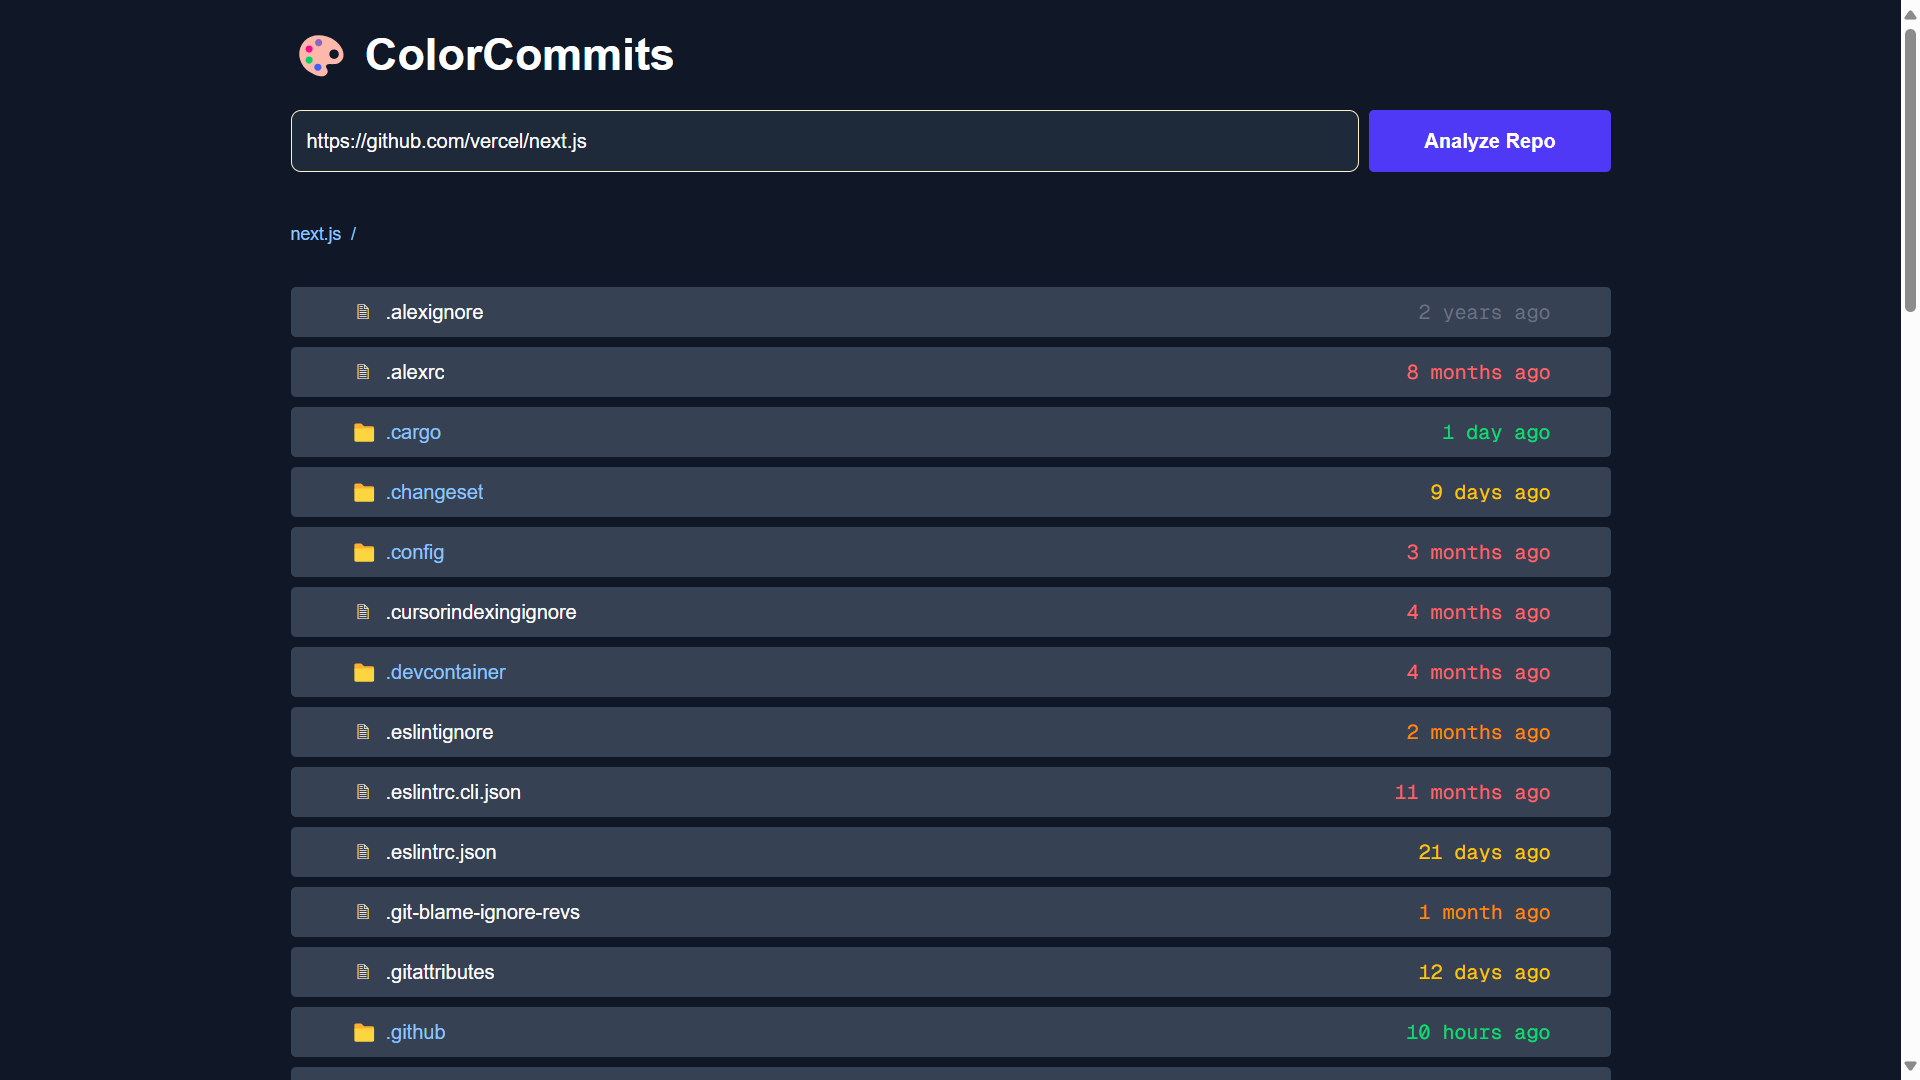 ColorCommits
https://github.com/vercel/next.js
Analyze Repo
next.js /
.alexignore 2 years ago
.alexrc 8 months ago
.cargo 1 day ago
.changeset 9 days ago
.config 3 months ago
.cursorindexingignore 4 months ago
.devcontainer 4 months ago
.eslintignore 2 months ago
.eslintrc.cli.json 11 months ago
.eslintrc.json 21 days ago
.git-blame-ignore-revs 1 month ago
.gitattributes 12 days ago
.github 10 hours ago